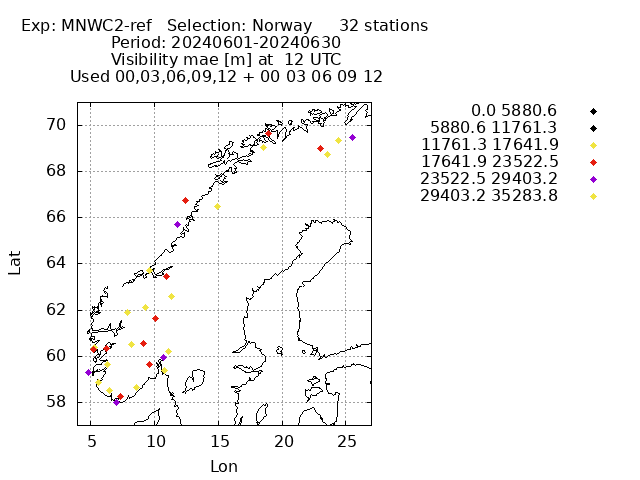 Exp: MNWC2-ref   Selection: Norway      32 stations
Period: 20240601-20240630
Visibility mae [m] at  12 UTC
Used 00,03,06,09,12 + 00 03 06 09 12
0.0 5880.6
5880.6 11761.3
11761.3 17641.9
17641.9 23522.5
23522.5 29403.2
29403.2 35283.8
70
68
66
64
62
60
58
Lat
5 10 15 20 25
Lon